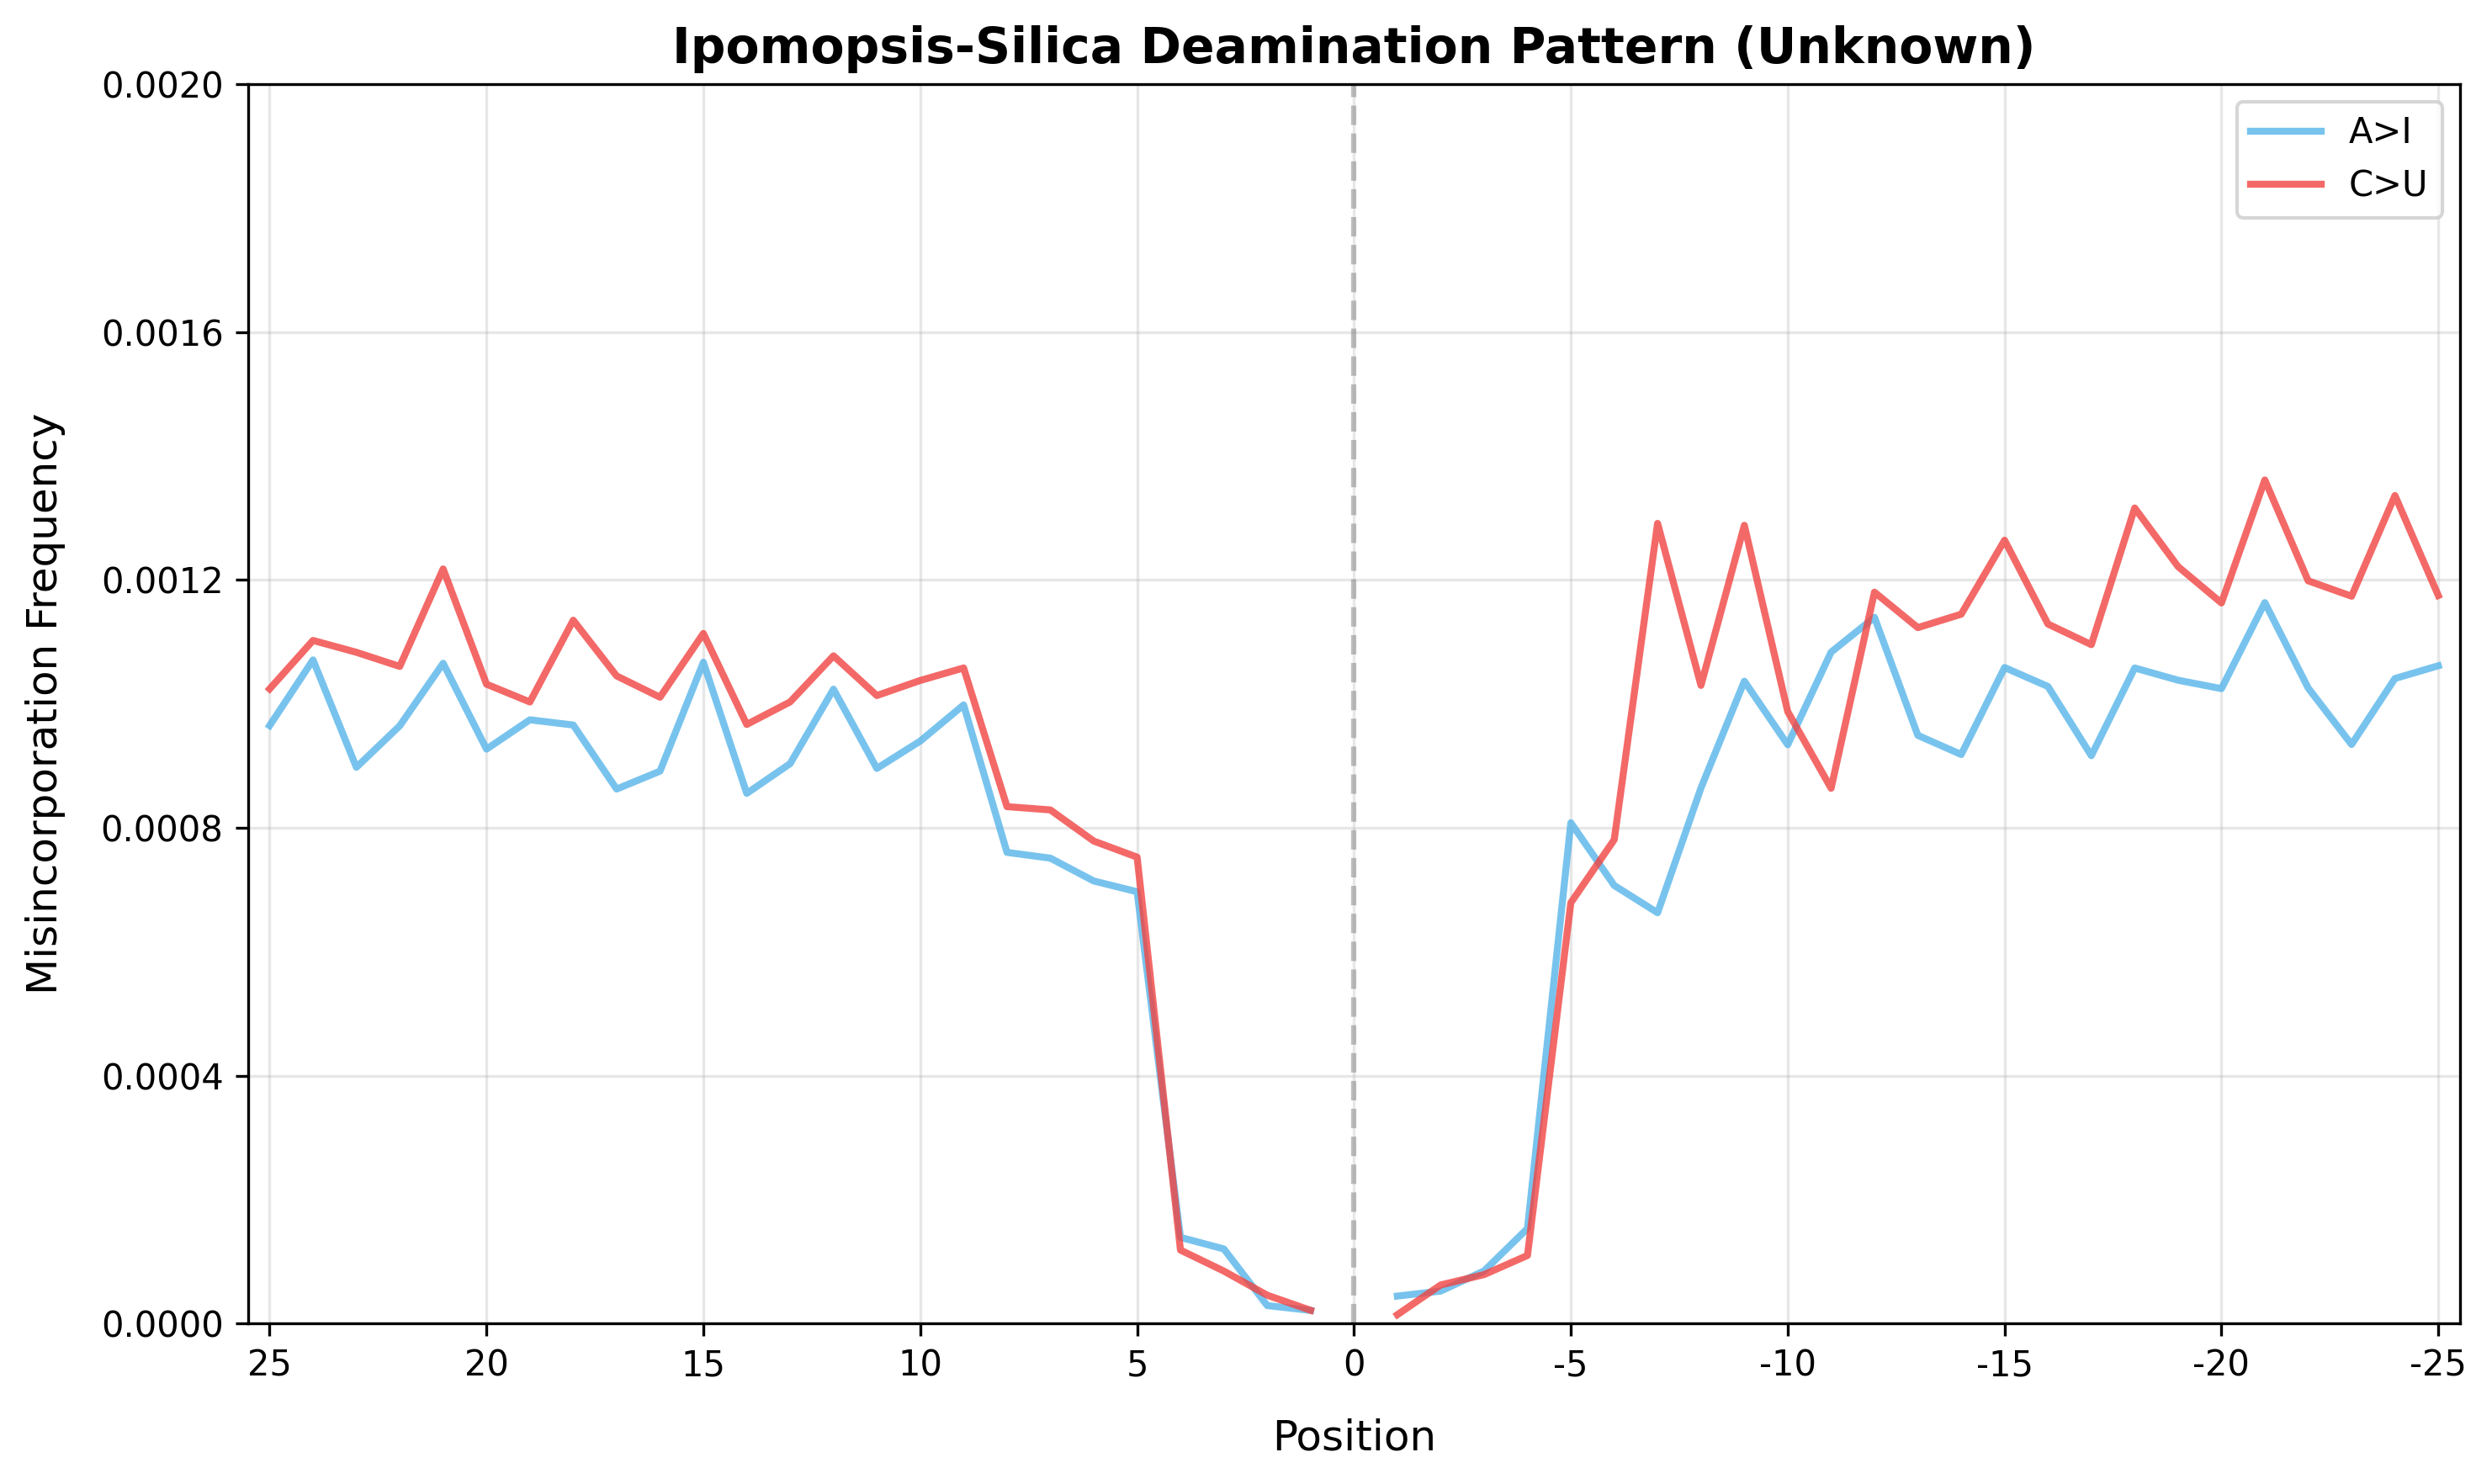 Ipomopsis-Silica Deamination Pattern (Unknown)
0.0020
0.0016
0.0012
0.0008
0.0004
0.0000
Misincorporation Frequency
A>I
C>U
25 20 15 10 5 0 -5 -10 -15 -20 -25
Position